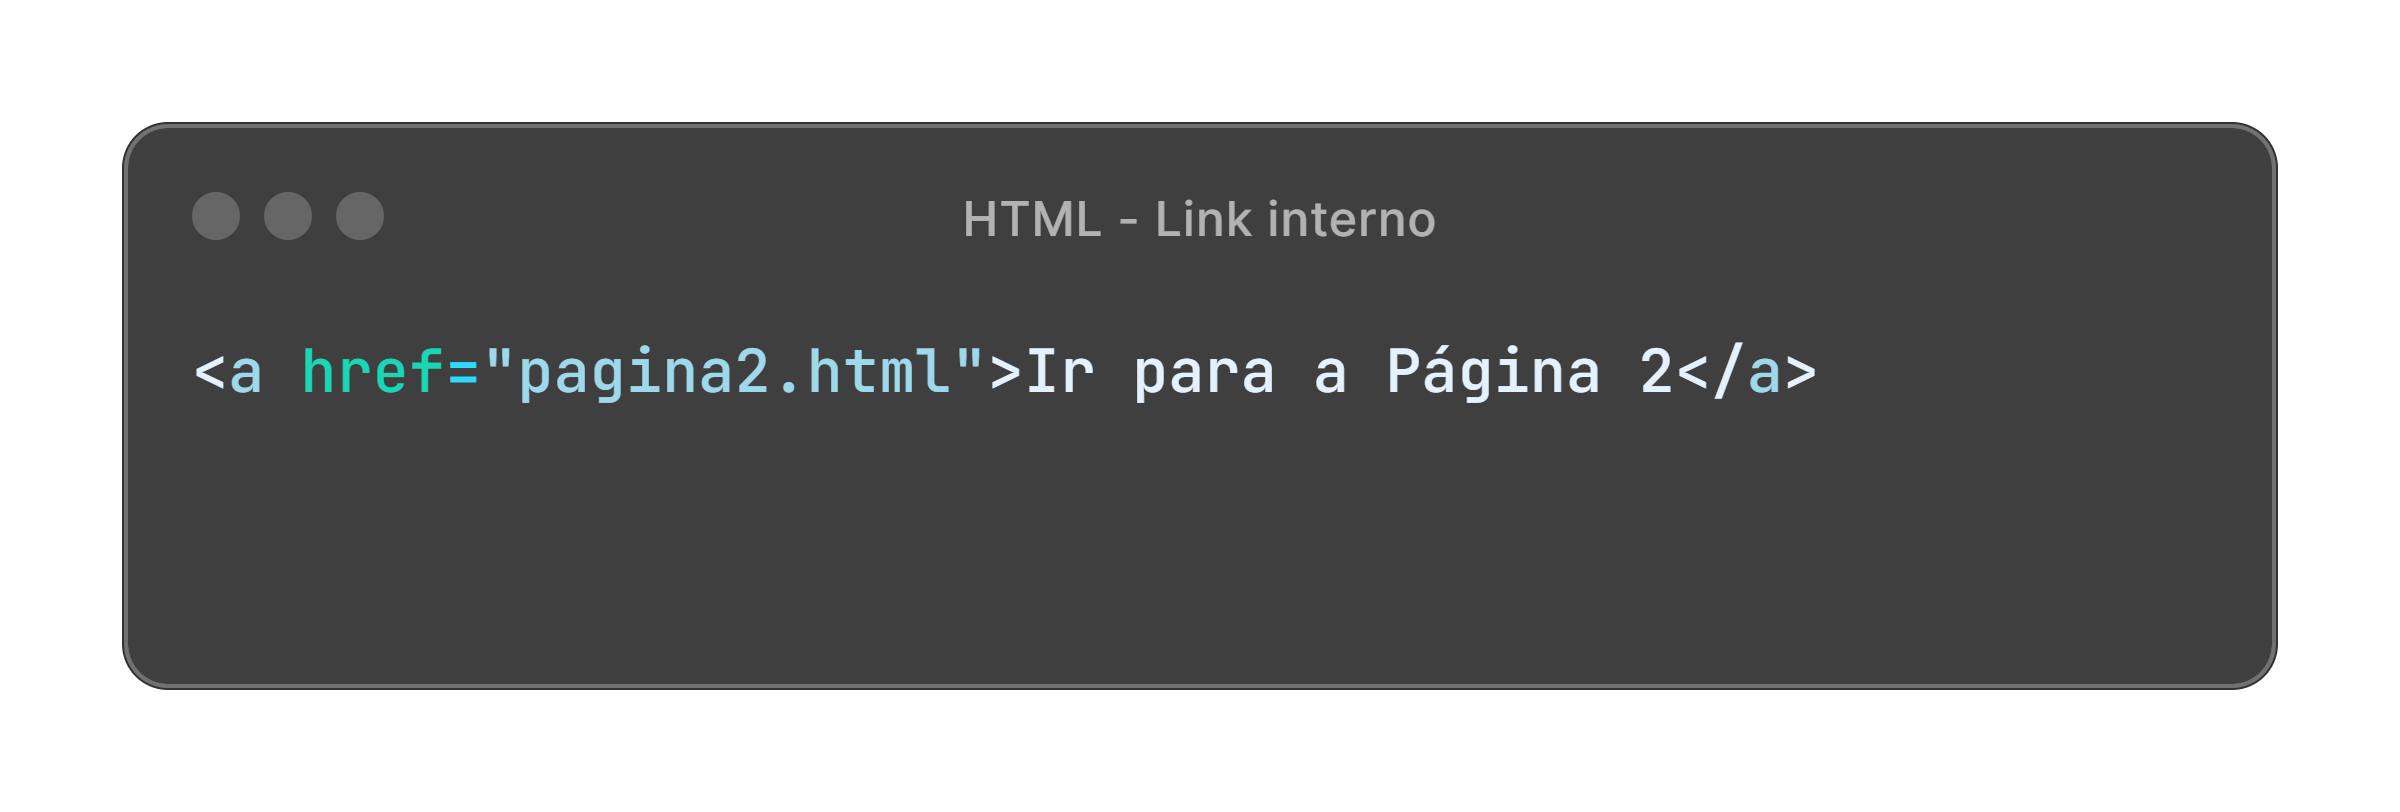 HTML - Link interno
<a href="pagina2.html">Ir para a Página 2</a>